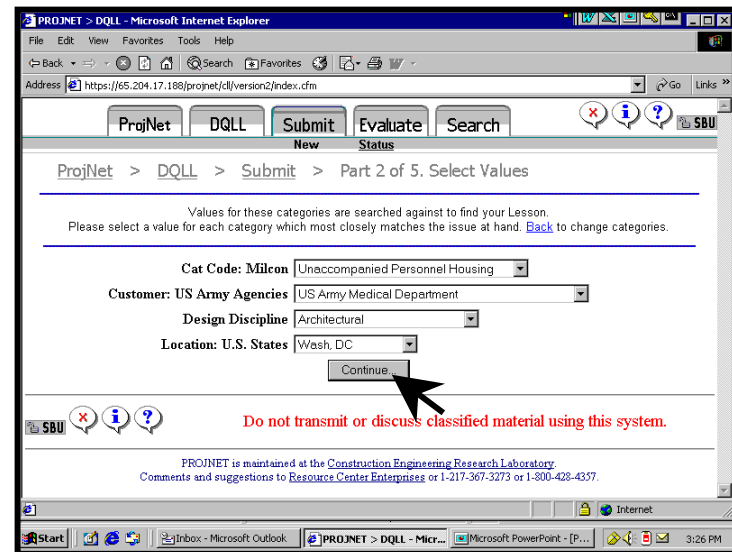 PROJNET > DQLL - Microsoft Internet Explorer
File Edit View Favorites Tools Help
Back Search Favorites
Address https://65.204.17.188/projnet/cll/version2/index.cfm Go Links »
ProjNet DQLL Submit Evaluate Search × i ? SBU
New Status
ProjNet > DQLL > Submit > Part 2 of 5. Select Values
Values for these categories are searched against to find your Lesson.
Please select a value for each category which most closely matches the issue at hand. Back to change categories.
Cat Code: Milcon Unaccompanied Personnel Housing
Customer: US Army Agencies US Army Medical Department
Design Discipline Architectural
Location: U.S. States Wash, DC
Continue...
SBU × i ? Do not transmit or discuss classified material using this system.
PROJNET is maintained at the Construction Engineering Research Laboratory.
Comments and suggestions to Resource Center Enterprises or 1-217-367-3273 or 1-800-428-4357.
Internet
Start Inbox - Microsoft Outlook PROJNET > DQLL - Micr... Microsoft PowerPoint - [P... 3:26 PM